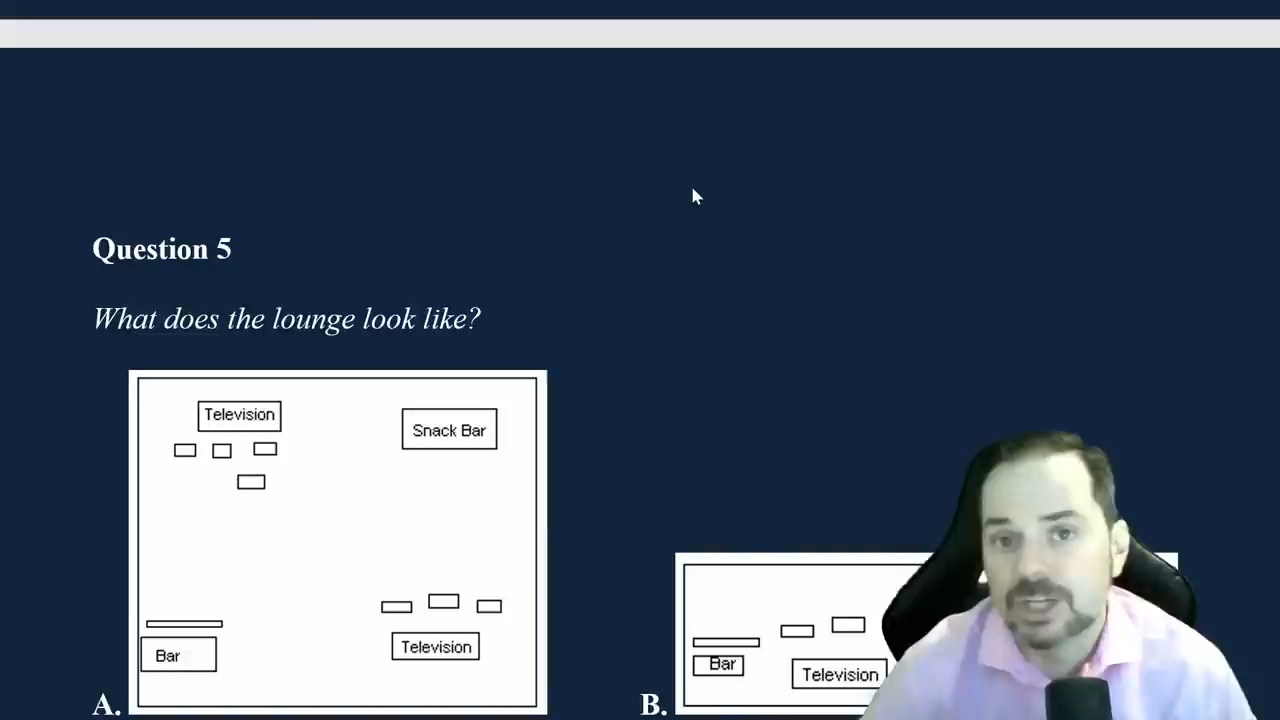 Question 5
What does the lounge look like?
Television
Snack Bar
Television
Bar
A.
Bar
Television
B.